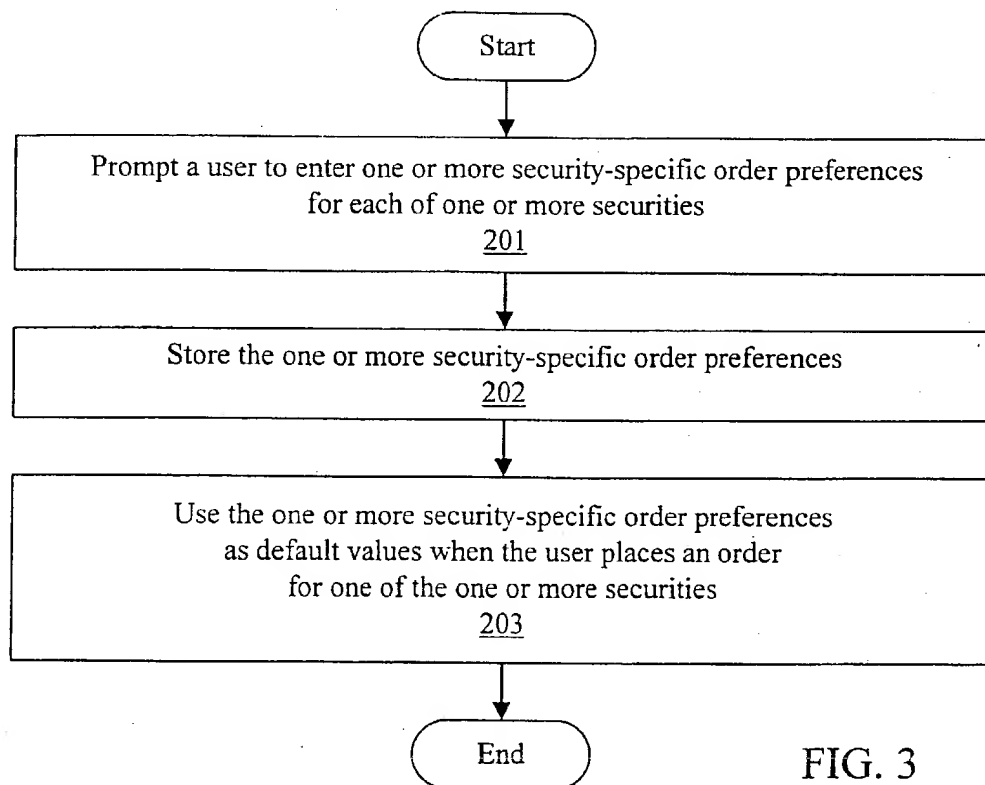 Start
Prompt a user to enter one or more security-specific order preferences
for each of one or more securities
201
Store the one or more security-specific order preferences
202
Use the one or more security-specific order preferences
as default values when the user places an order
for one of the one or more securities
203
End
FIG. 3